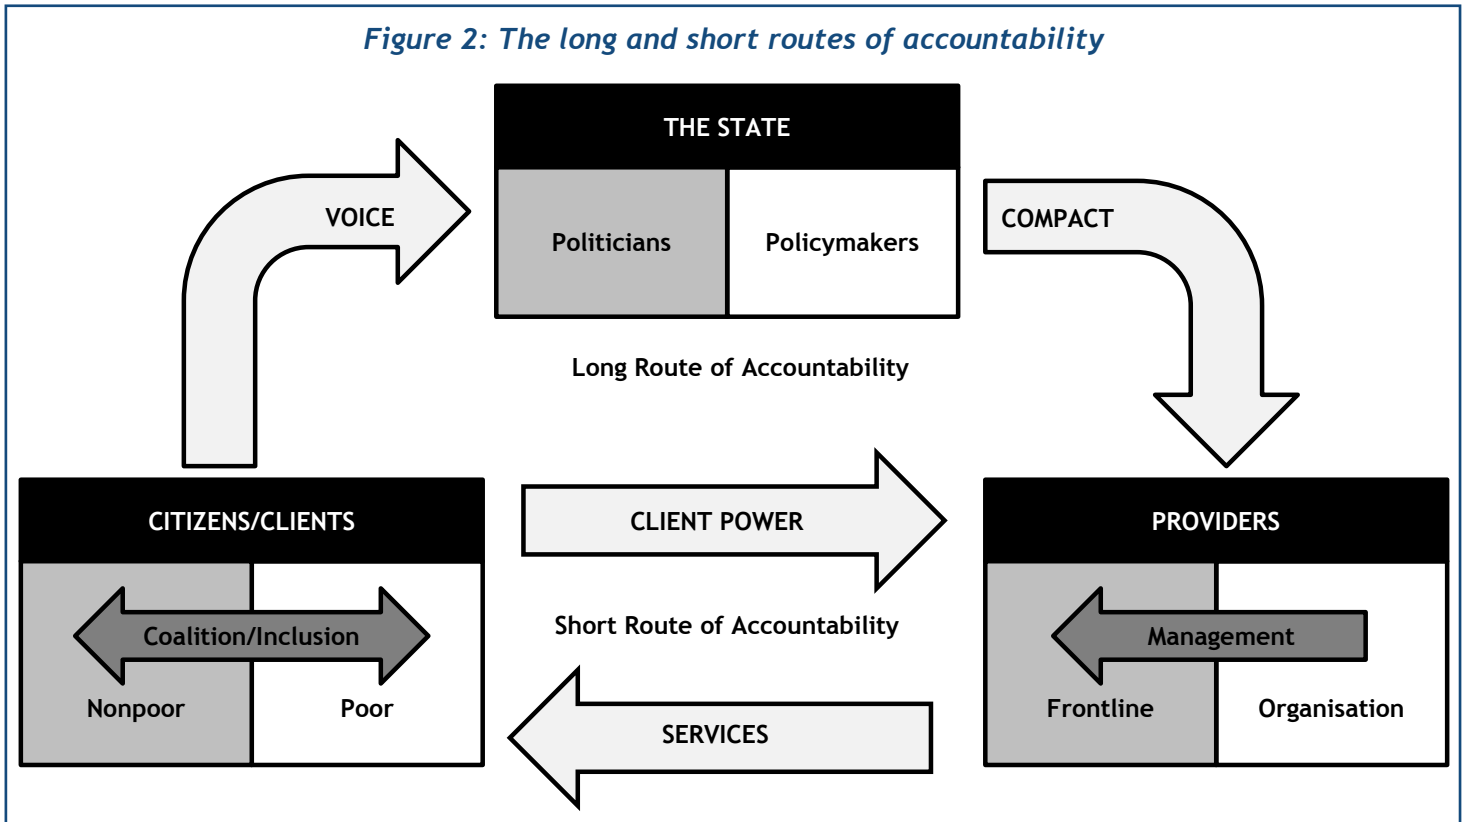 Figure 2: The long and short routes of accountability
THE STATE
VOICE
COMPACT
Politicians
Policymakers
Long Route of Accountability
CITIZENS/CLIENTS
CLIENT POWER
PROVIDERS
Short Route of Accountability
Coalition/Inclusion
Management
Nonpoor
Poor
Frontline
Organisation
SERVICES